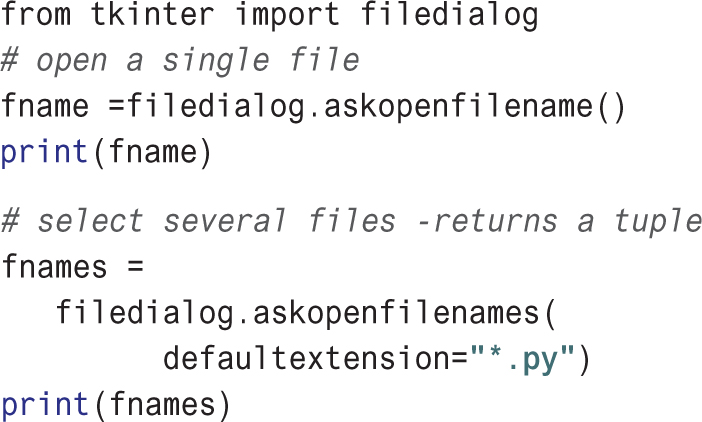 from tkinter import filedialog
# open a single file
fname =filedialog.askopenfilename()
print(fname)
# select several files -returns a tuple
fnames =
filedialog.askopenfilenames(
defaultextension="*.py")
print(fnames)